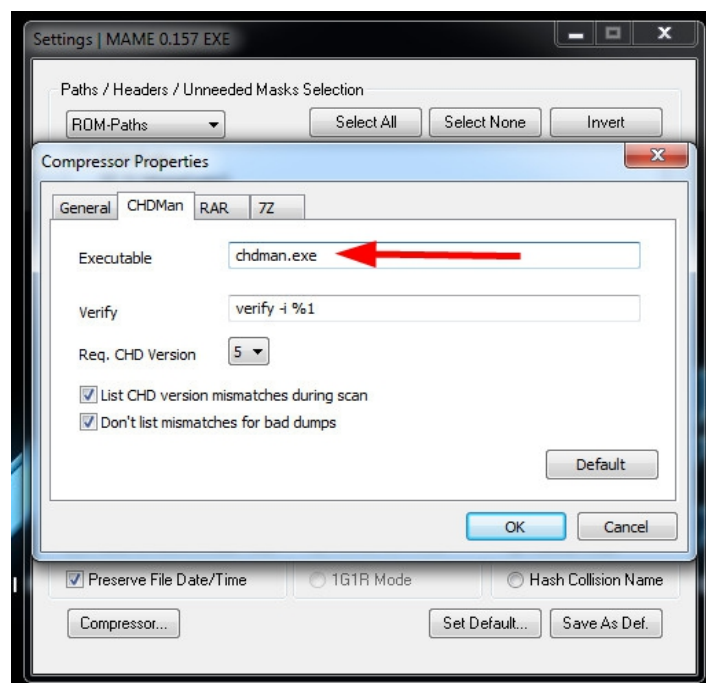 Settings | MAME 0.157 EXE
Paths / Headers / Unneeded Masks Selection
ROM-Paths Select All Select None Invert
Compressor Properties
General CHDMan RAR 7Z
Executable chdman.exe
Verify verify -i %1
Req. CHD Version 5
List CHD version mismatches during scan
Don't list mismatches for bad dumps
Default
OK Cancel
Preserve File Date/Time 1G1R Mode Hash Collision Name
Compressor... Set Default... Save As Def.